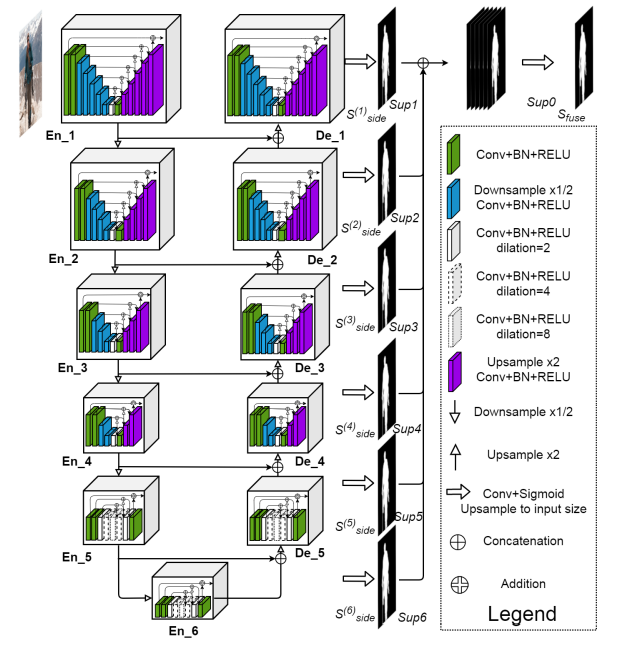 En_1
De_1
S(1)side
Sup1
Sup0
Sfuse
En_2
De_2
S(2)side
Sup2
En_3
De_3
S(3)side
Sup3
En_4
De_4
S(4)side
Sup4
En_5
De_5
S(5)side
Sup5
En_6
S(6)side
Sup6
Conv+BN+RELU
Downsample x1/2
Conv+BN+RELU
Conv+BN+RELU
dilation=2
Conv+BN+RELU
dilation=4
Conv+BN+RELU
dilation=8
Upsample x2
Conv+BN+RELU
Downsample x1/2
Upsample x2
Conv+Sigmoid
Upsample to input size
Concatenation
Addition
Legend